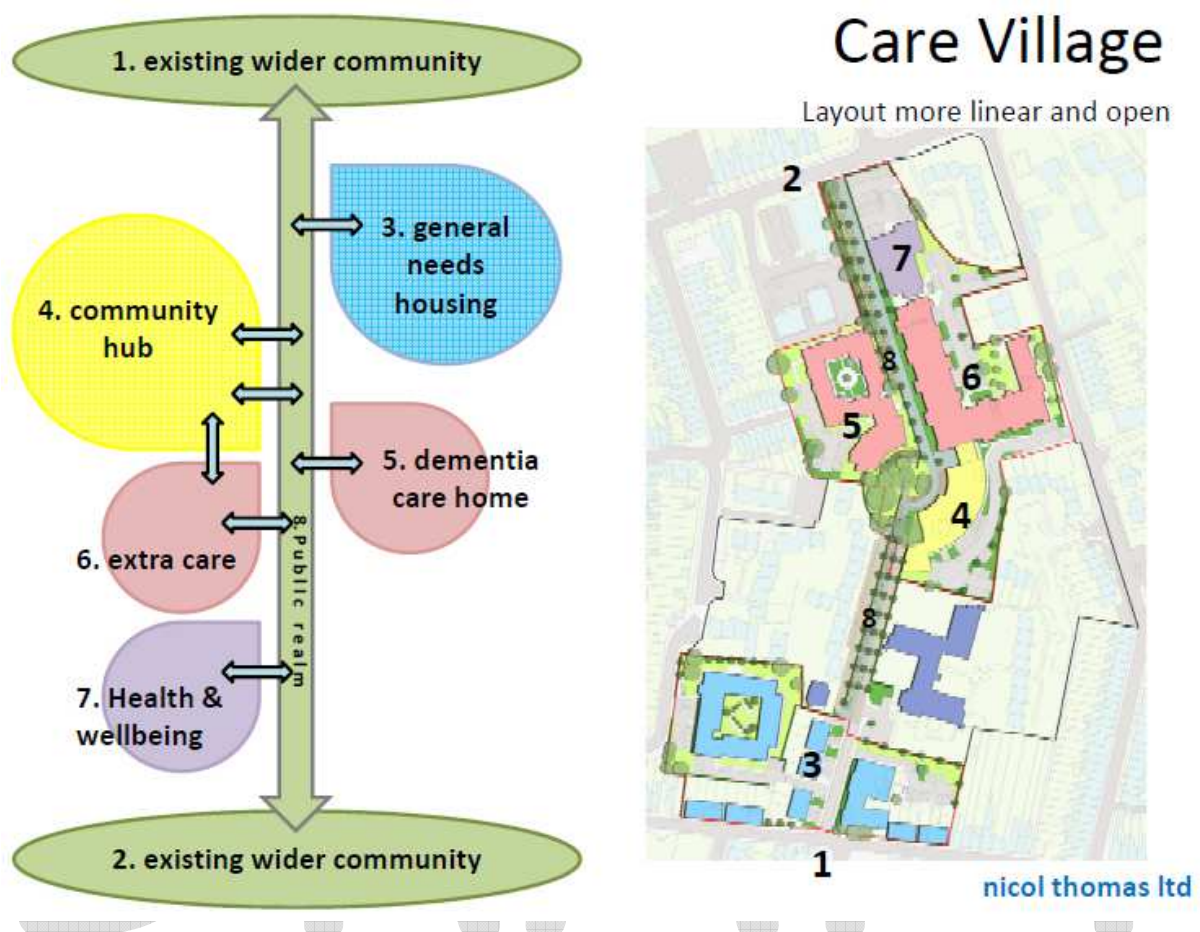 Care Village
Layout more linear and open
1. existing wider community
3. general
needs
housing
4. community
hub
5. dementia
care home
6. extra care
8. Public realm
7. Health &
wellbeing
2. existing wider community
2
7
8
6
5
4
8
3
1
nicol thomas ltd